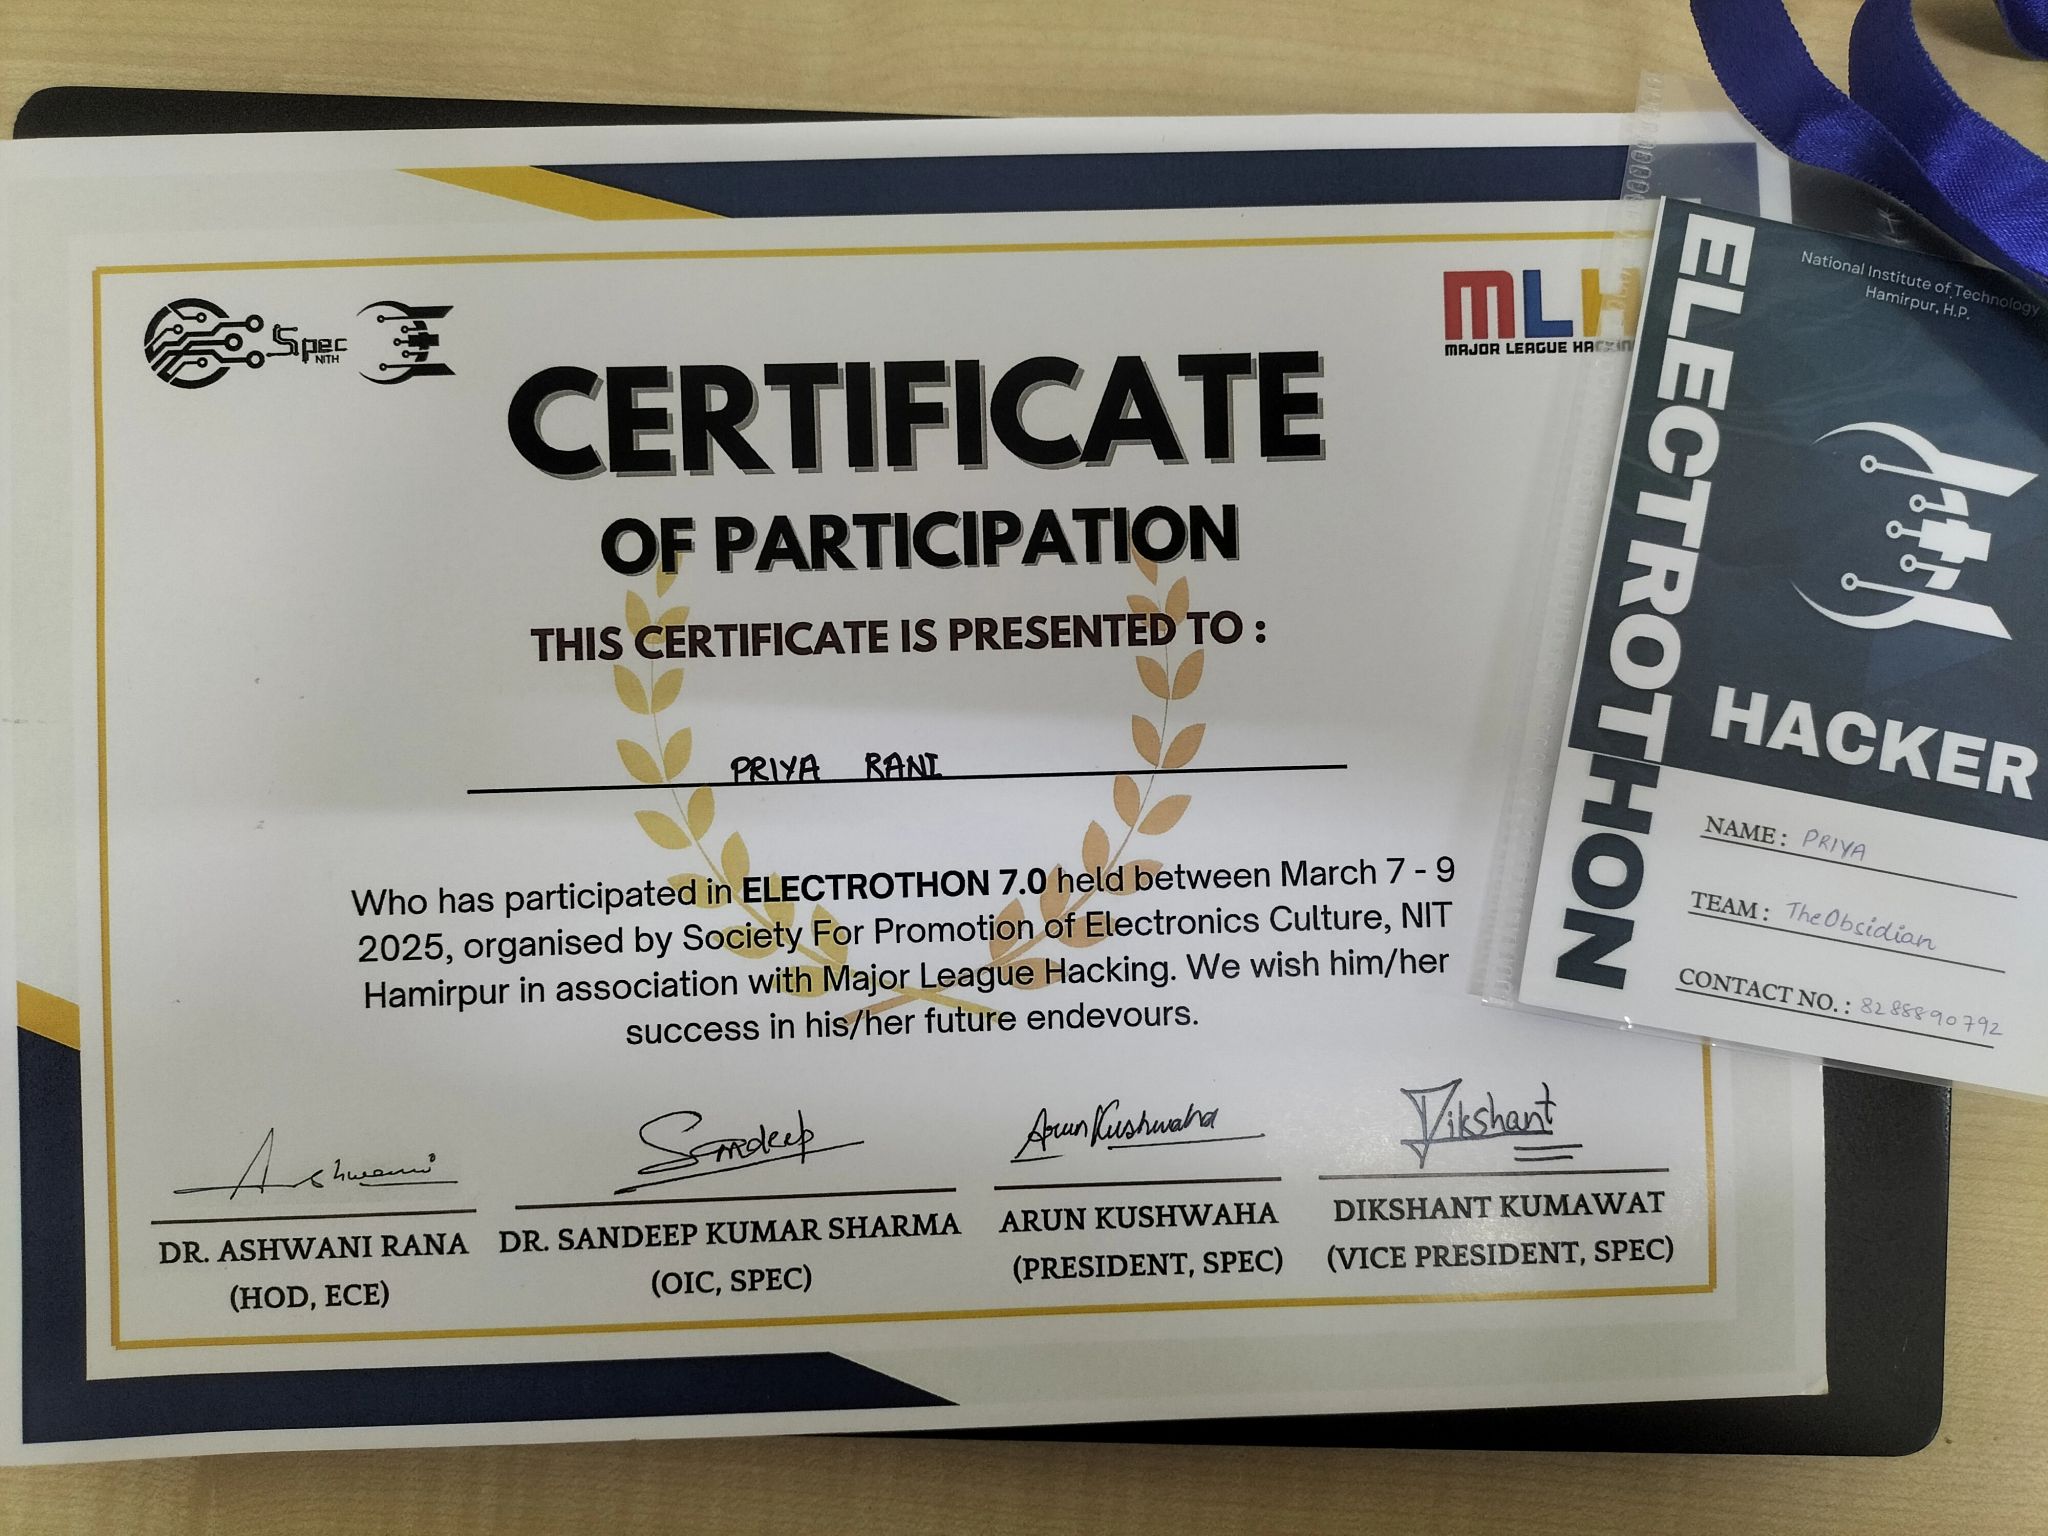 Spec
NITH
MLH
MAJOR LEAGUE HACKIN
CERTIFICATE
OF PARTICIPATION
THIS CERTIFICATE IS PRESENTED TO :
PRIYA RANI
Who has participated in ELECTROTHON 7.0 held between March 7 - 9
2025, organised by Society For Promotion of Electronics Culture, NIT
Hamirpur in association with Major League Hacking. We wish him/her
success in his/her future endevours.
Ashwani
Sandeep
Arun Kushwaha
Dikshant
DR. ASHWANI RANA
(HOD, ECE)
DR. SANDEEP KUMAR SHARMA
(OIC, SPEC)
ARUN KUSHWAHA
(PRESIDENT, SPEC)
DIKSHANT KUMAWAT
(VICE PRESIDENT, SPEC)
ELECTROTHON
National Institute of Technology
Hamirpur, H.P.
HACKER
NAME : PRIYA
TEAM : TheObsidian
CONTACT NO. : 8288890792